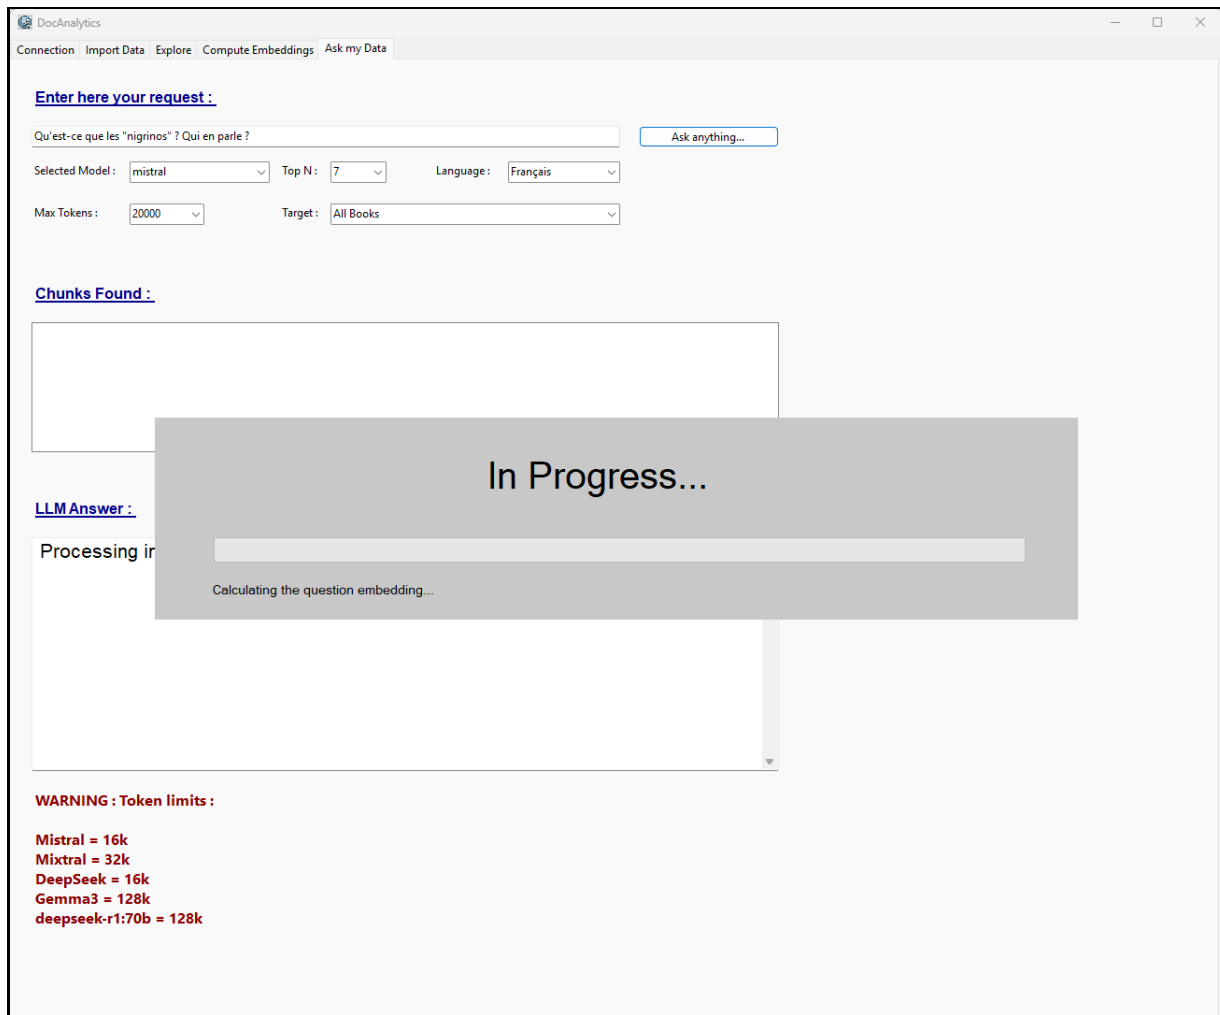 DocAnalytics
Connection Import Data Explore Compute Embeddings Ask my Data
Enter here your request :
Qu'est-ce que les "nigrinos" ? Qui en parle ? Ask anything...
Selected Model : mistral Top N : 7 Language : Français
Max Tokens : 20000 Target : All Books
Chunks Found :
In Progress...
LLM Answer :
Processing in
Calculating the question embedding...
WARNING : Token limits :
Mistral = 16k
Mixtral = 32k
DeepSeek = 16k
Gemma3 = 128k
deepseek-r1:70b = 128k